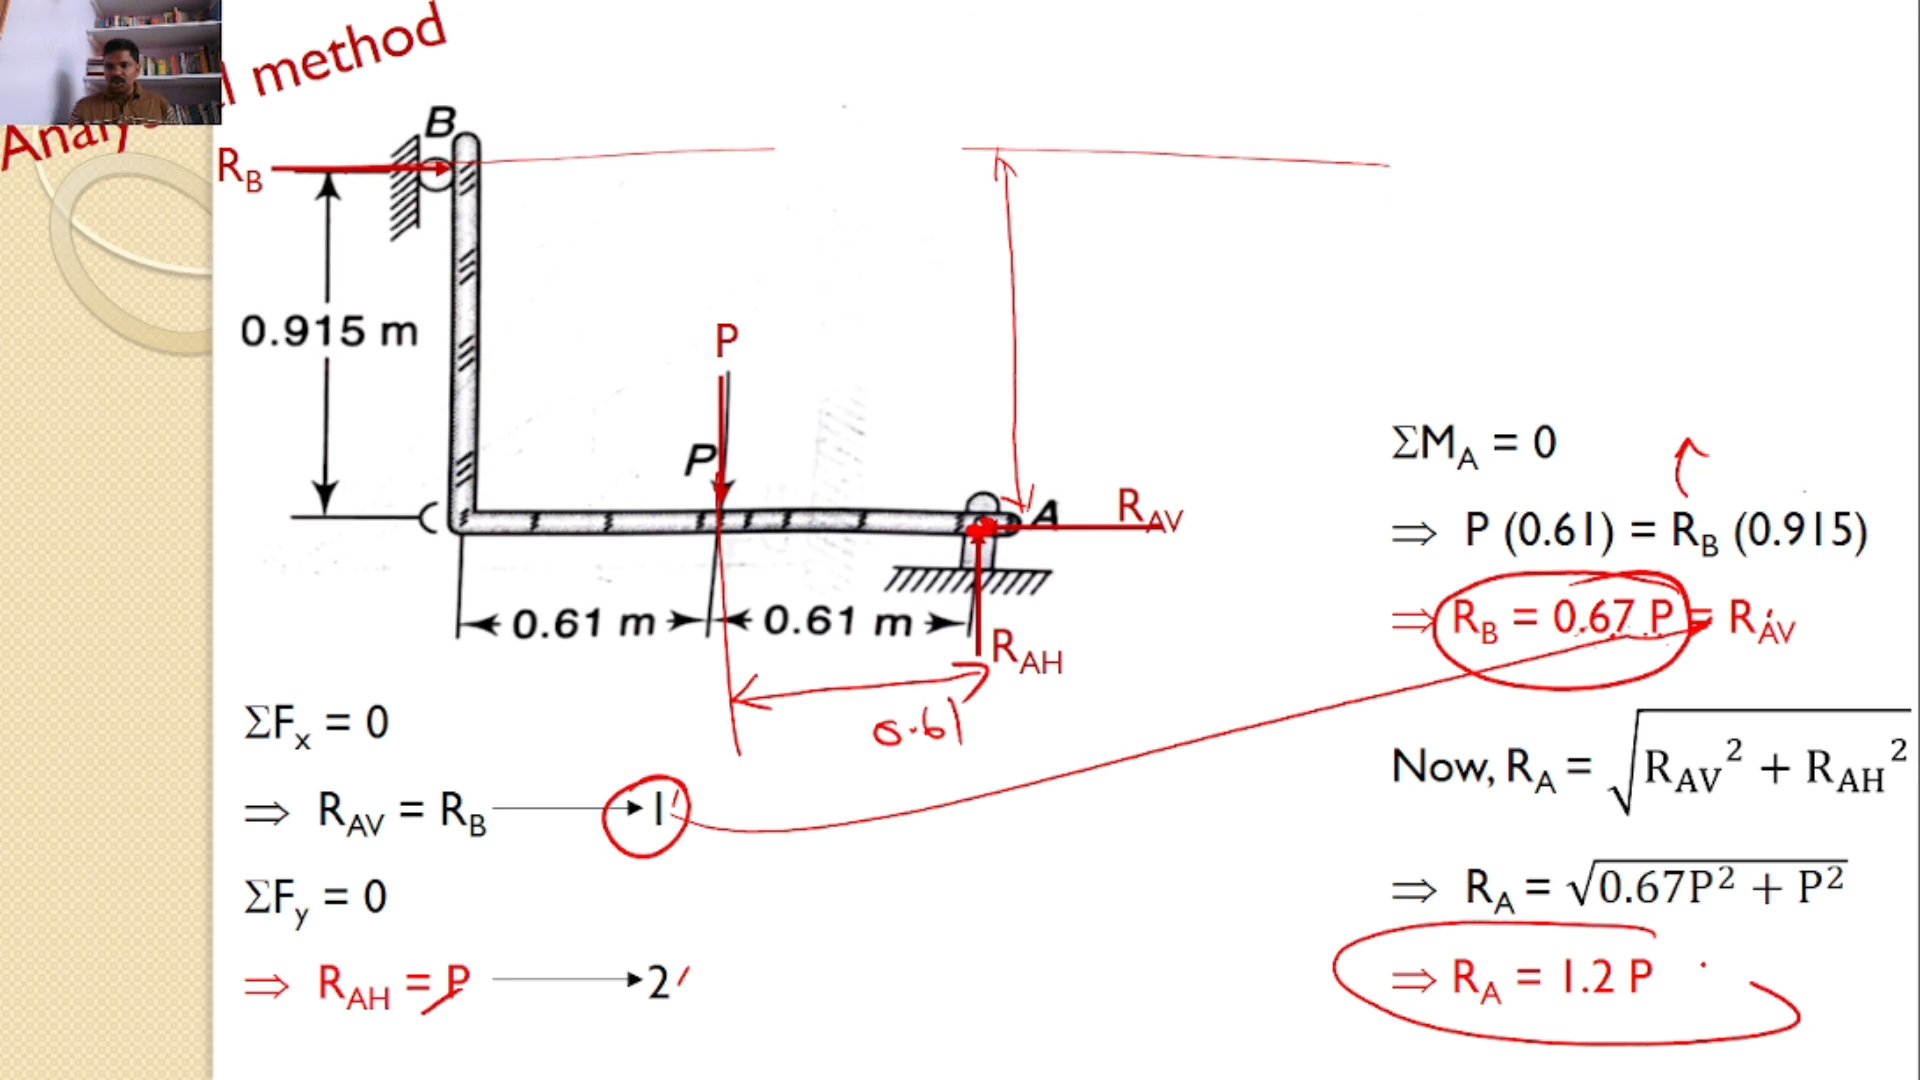 Analy l method
B
R_B
0.915 m
P
P
A
R_AV
C
0.61 m
0.61 m
R_AH
0.61
ΣF_x = 0
⇒ R_AV = R_B → 1
ΣF_y = 0
⇒ R_AH = P → 2
ΣM_A = 0
⇒ P (0.61) = R_B (0.915)
⇒ R_B = 0.67 P = R_AV
Now, R_A = √(R_AV² + R_AH²)
⇒ R_A = √(0.67P² + P²)
⇒ R_A = 1.2 P